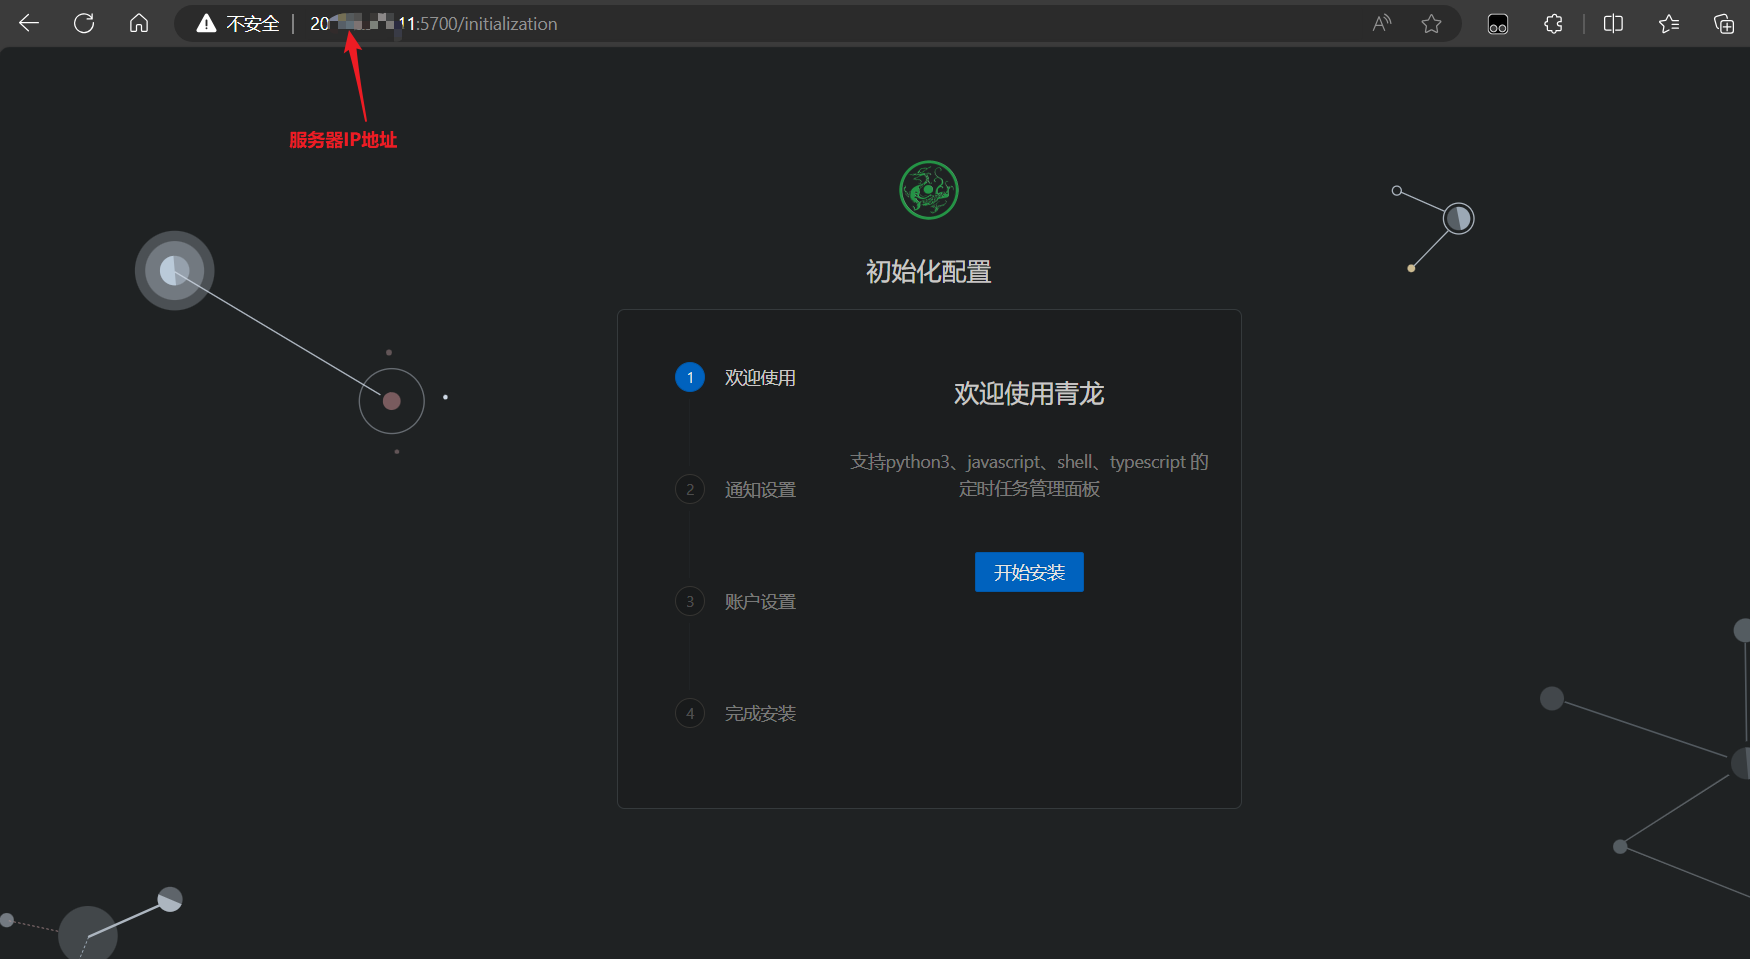 不安全 20 11:5700/initialization
服务器IP地址
初始化配置
1 欢迎使用
欢迎使用青龙
支持python3、javascript、shell、typescript 的
定时任务管理面板
2 通知设置
开始安装
3 账户设置
4 完成安装